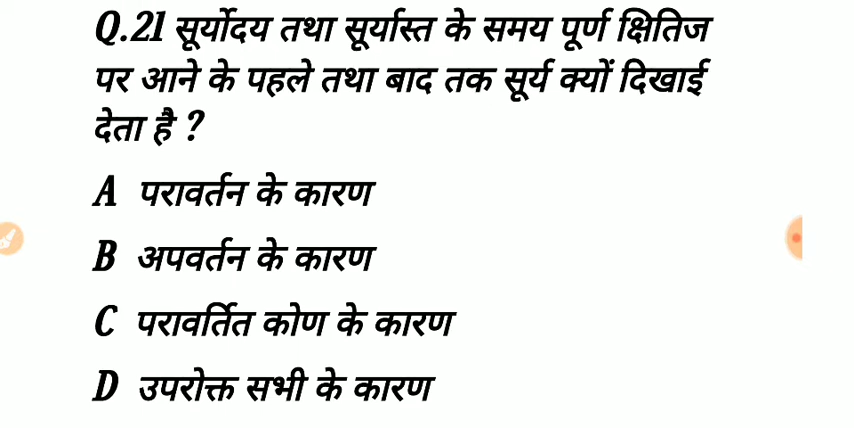 Q.21 सूर्योदय तथा सूर्यास्त के समय पूर्ण क्षितिज
पर आने के पहले तथा बाद तक सूर्य क्यों दिखाई
देता है ?
A परावर्तन के कारण
B अपवर्तन के कारण
C परावर्तित कोण के कारण
D उपरोक्त सभी के कारण